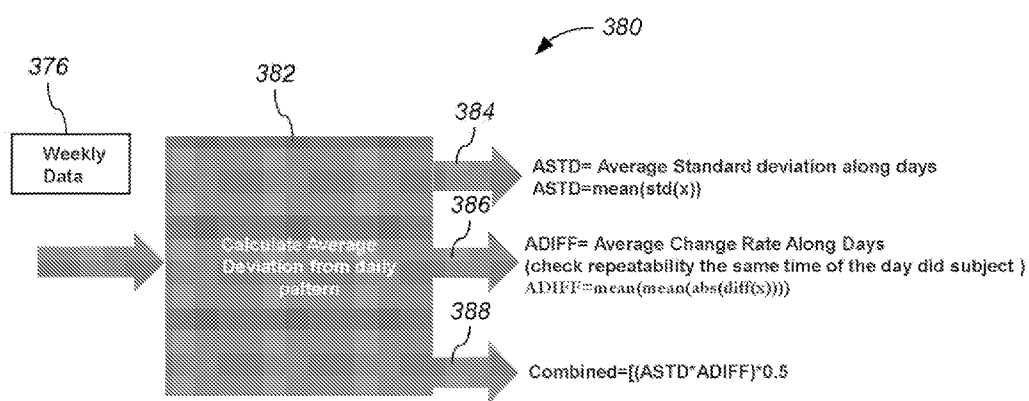 380
376
382
384
Weekly
Data
ASTD= Average Standard deviation along days
ASTD=mean(std(x))
386
Calculate Average
Deviation from daily
pattern
ADIFF= Average Change Rate Along Days
(check repeatability the same time of the day did subject )
ADIFF=mean(mean(abs(diff(x))))
388
Combined=[(ASTD*ADIFF)*0.5